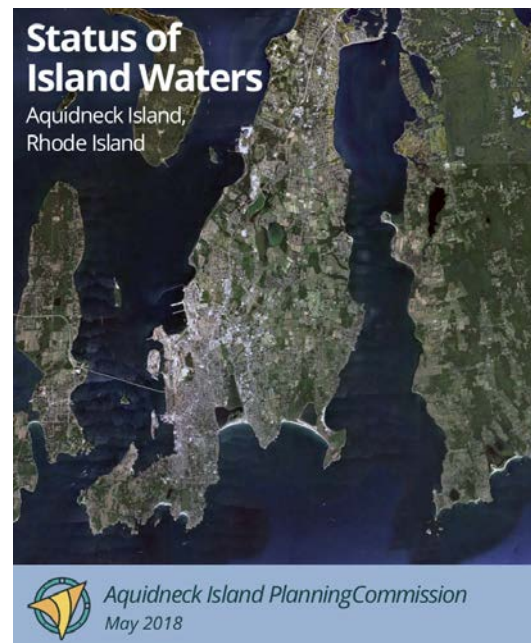 Status of
Island Waters
Aquidneck Island,
Rhode Island
Aquidneck Island PlanningCommission
May 2018